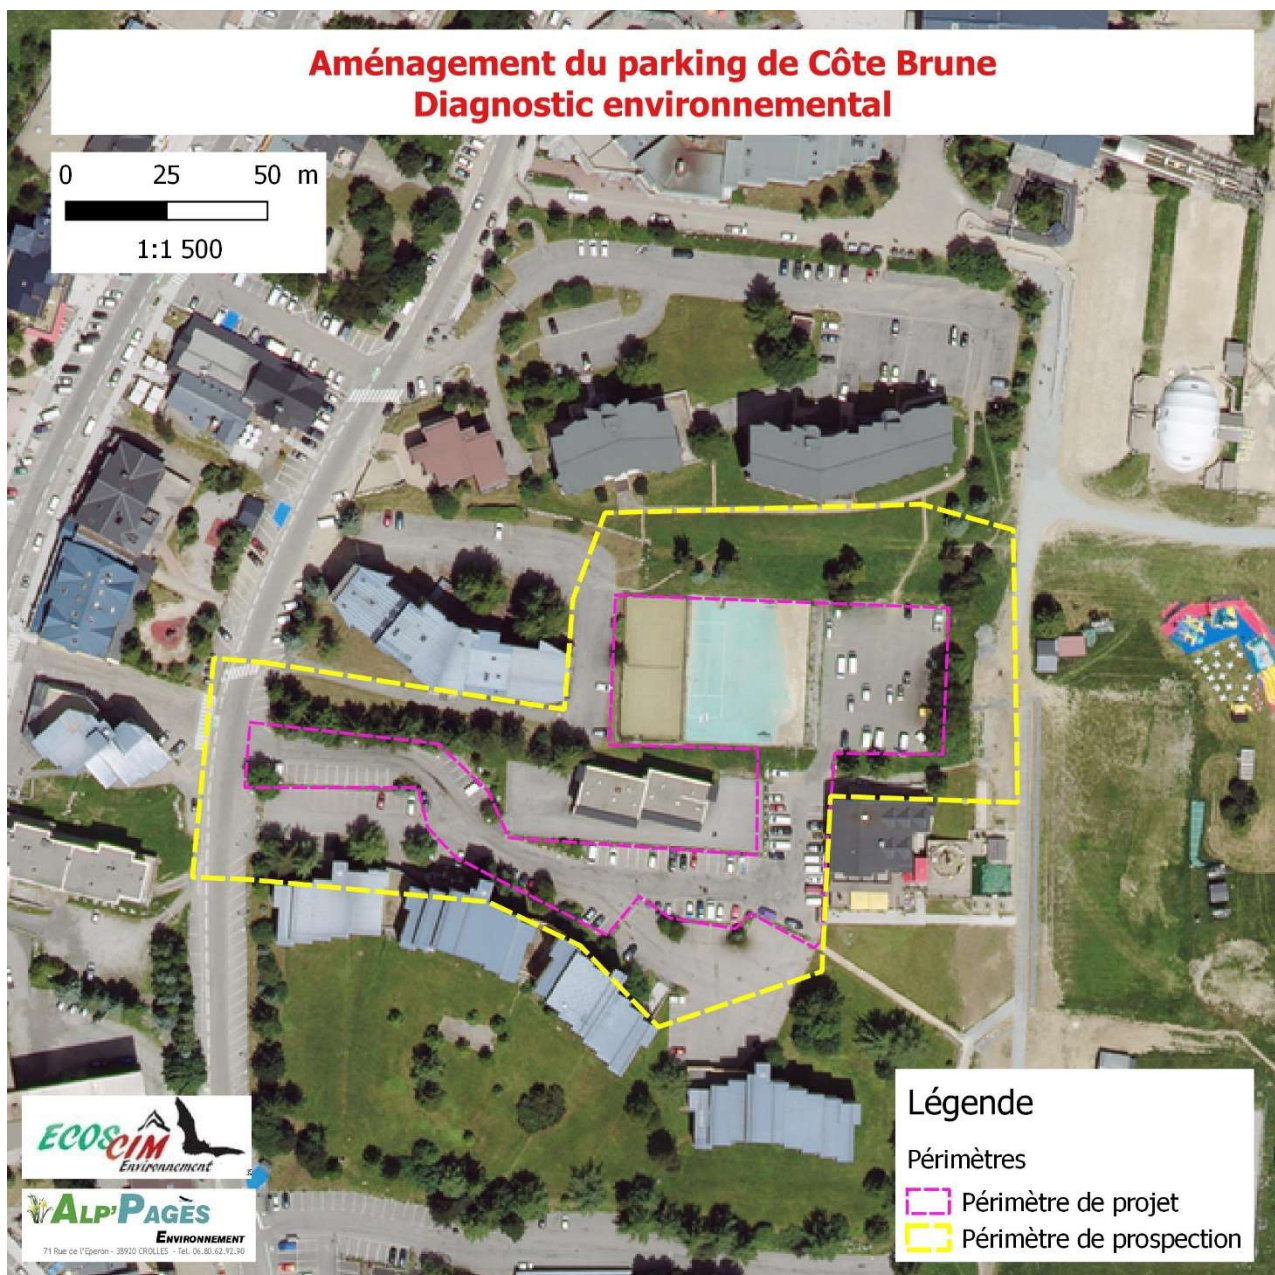 Aménagement du parking de Côte Brune
Diagnostic environnemental
0 25 50 m
1:1 500
Légende
Périmètres
Périmètre de projet
Périmètre de prospection
ECOSCIM
Environnement
ALP'PAGÈS
ENVIRONNEMENT
71 Rue de l'Eperon - 38920 CROLLES - Tel. 06.80.62.92.90